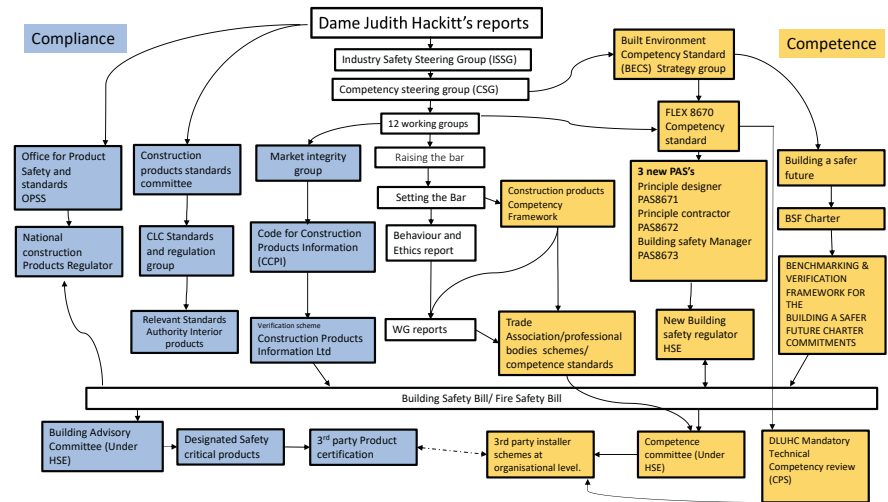 Dame Judith Hackitt's reports
Compliance
Competence
Industry Safety Steering Group (ISSG)
Competency steering group (CSG)
Built Environment
Competency Standard
(BECS)  Strategy group
12 working groups
FLEX 8670
Competency
standard
Office for Product
Safety and
standards
OPSS
Construction
products standards
committee
Market integrity
group
Raising the bar
Building a safer
future
Setting the Bar
Construction products
Competency
Framework
3 new PAS's
Principle designer
PAS8671
Principle contractor
PAS8672
Building safety Manager
PAS8673
BSF Charter
National
construction
Products Regulator
CLC Standards
and regulation
group
Code for Construction
Products Information
(CCPI)
Behaviour and
Ethics report
BENCHMARKING &
VERIFICATION
FRAMEWORK FOR
THE
BUILDING A SAFER
FUTURE CHARTER
COMMITMENTS
Relevant Standards
Authority Interior
products
Verification scheme
Construction Products
Information Ltd
WG reports
Trade
Association/professional
bodies  schemes/
competence standards
New Building
safety regulator
HSE
Building Safety Bill/ Fire Safety Bill
Building Advisory
Committee (Under
HSE)
Designated Safety
critical products
3rd party Product
certification
3rd party installer
schemes at
organisational level.
Competence
committee (Under
HSE)
DLUHC Mandatory
Technical
Competency review
(CPS)